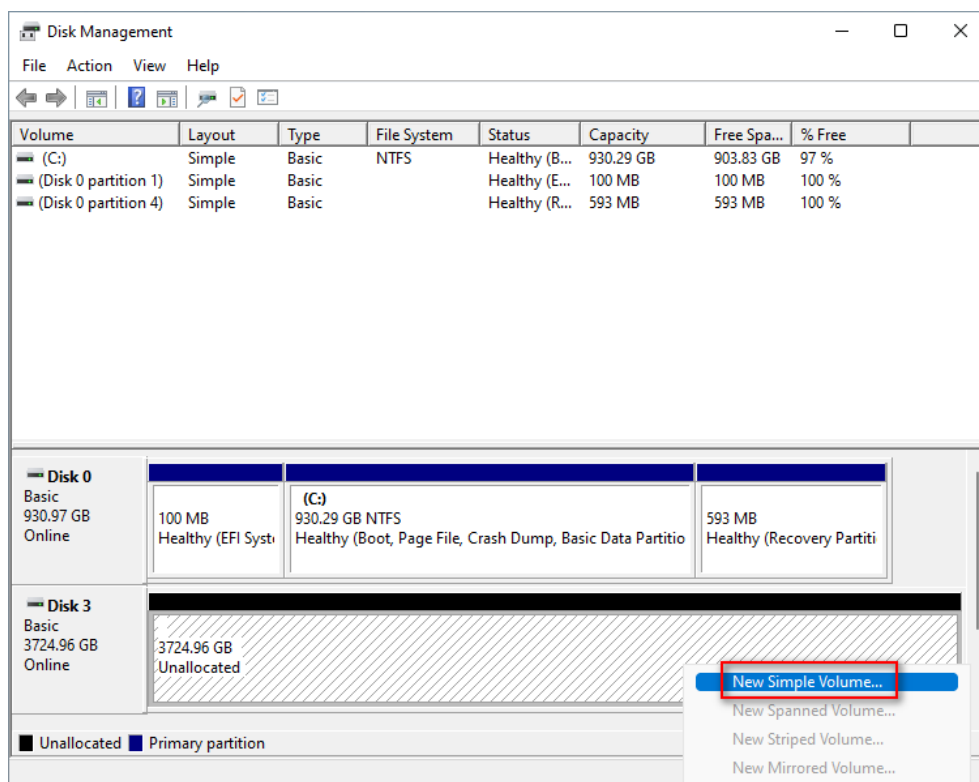 Disk Management
File Action View Help
Volume Layout Type File System Status Capacity Free Spa... % Free
(C:) Simple Basic NTFS Healthy (B... 930.29 GB 903.83 GB 97 %
(Disk 0 partition 1) Simple Basic Healthy (E... 100 MB 100 MB 100 %
(Disk 0 partition 4) Simple Basic Healthy (R... 593 MB 593 MB 100 %
Disk 0
Basic
930.97 GB
Online
100 MB
Healthy (EFI Syst
(C:)
930.29 GB NTFS
Healthy (Boot, Page File, Crash Dump, Basic Data Partitio
593 MB
Healthy (Recovery Partiti
Disk 3
Basic
3724.96 GB
Online
3724.96 GB
Unallocated
New Simple Volume...
New Spanned Volume...
New Striped Volume...
New Mirrored Volume...
Unallocated Primary partition